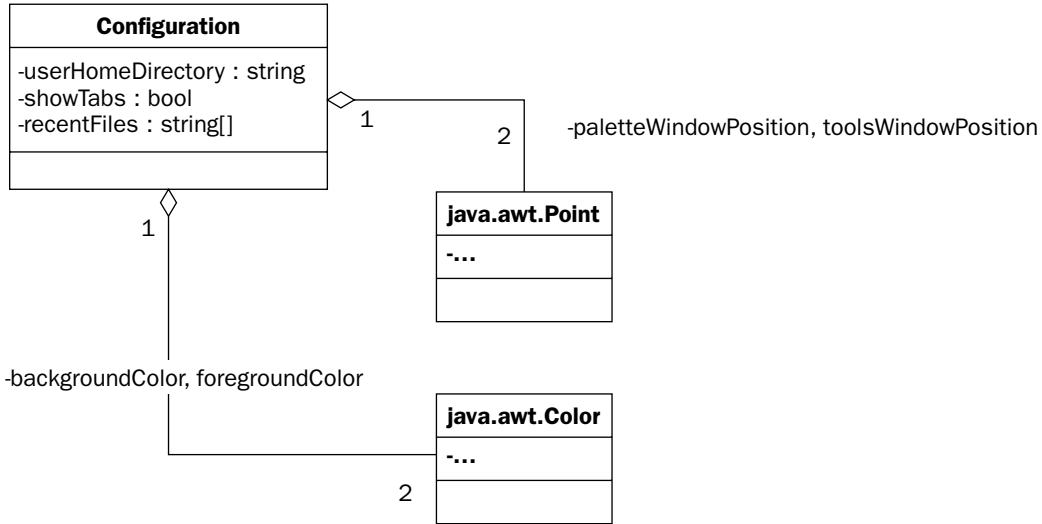 Configuration
-userHomeDirectory : string
-showTabs : bool
-recentFiles : string[]
1
2
-paletteWindowPosition, toolsWindowPosition
java.awt.Point
-...
1
-backgroundColor, foregroundColor
java.awt.Color
-...
2